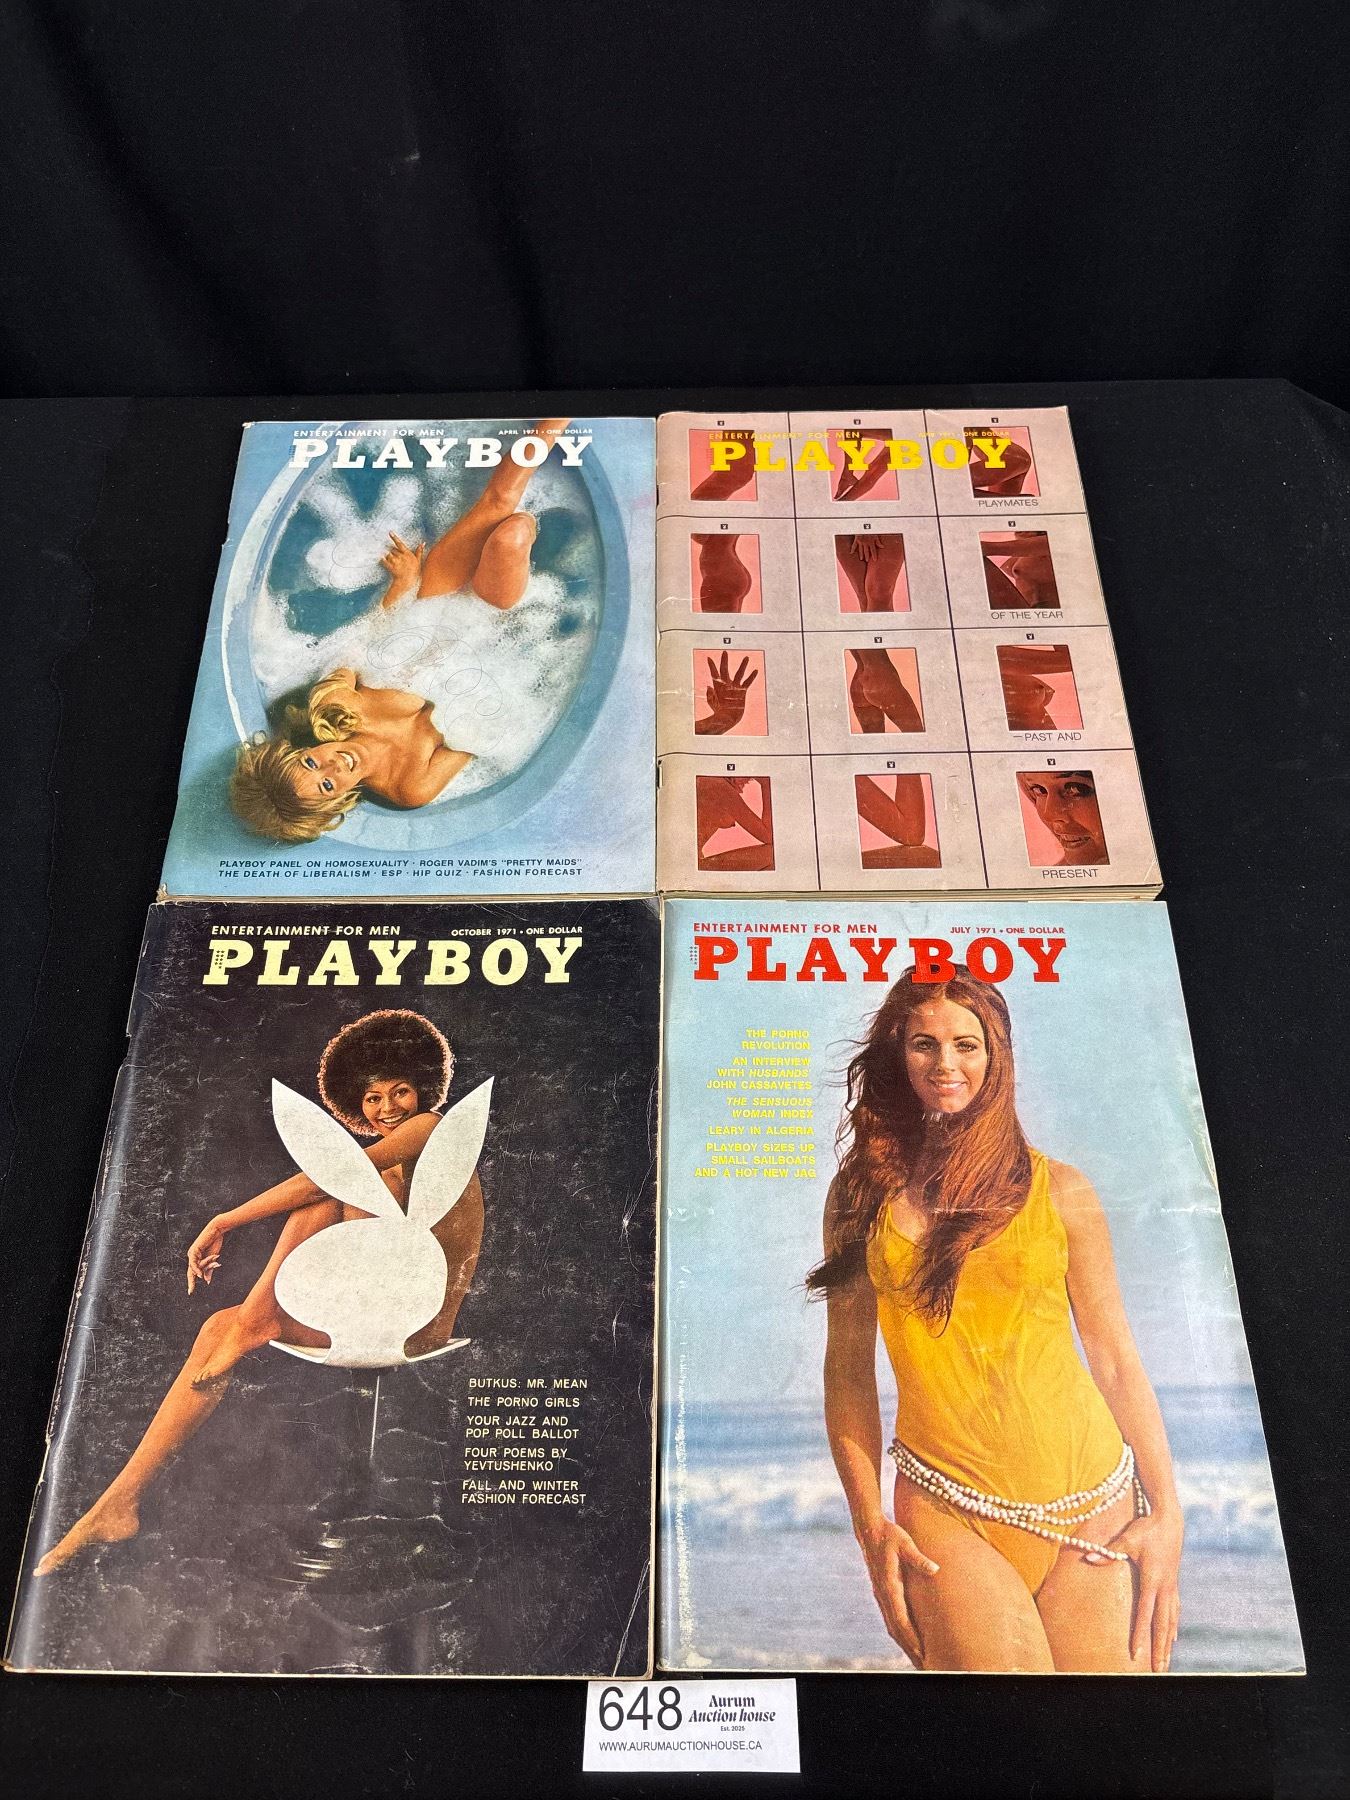 ENTERTAINMENT FOR MEN
APRIL 1971 • ONE DOLLAR
PLAYBOY
PLAYBOY PANEL ON HOMOSEXUALITY • ROGER VADIM'S "PRETTY MAIDS"
THE DEATH OF LIBERALISM • ESP • HIP QUIZ • FASHION FORECAST
ENTERTAINMENT FOR MEN
1971 • ONE DOLLAR
PLAYBOY
PLAYMATES
OF THE YEAR
—PAST AND
PRESENT
ENTERTAINMENT FOR MEN
OCTOBER 1971 • ONE DOLLAR
PLAYBOY
BUTKUS: MR. MEAN
THE PORNO GIRLS
YOUR JAZZ AND
POP POLL BALLOT
FOUR POEMS BY
YEVTUSHENKO
FALL AND WINTER
FASHION FORECAST
ENTERTAINMENT FOR MEN
JULY 1971 • ONE DOLLAR
PLAYBOY
THE PORNO
REVOLUTION
AN INTERVIEW
WITH HUSBANDS'
JOHN CASSAVETES
THE SENSUOUS
WOMAN INDEX
LEARY IN ALGERIA
PLAYBOY SIZES UP
SMALL SAILBOATS
AND A HOT NEW JAG
648 Aurum
Auction house
Est. 2025
WWW.AURUMAUCTIONHOUSE.CA